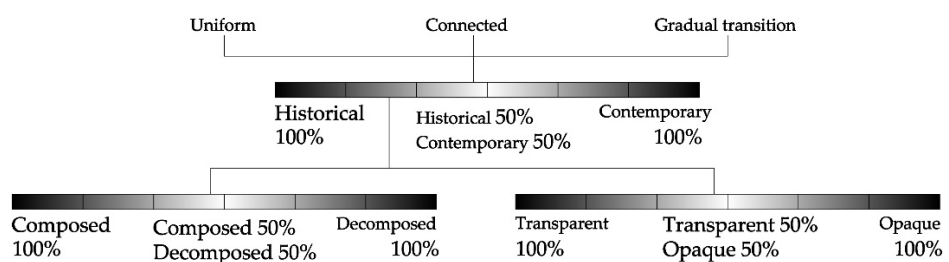 Uniform
Connected
Gradual transition
Historical
100%
Historical 50%
Contemporary 50%
Contemporary
100%
Composed
100%
Composed 50%
Decomposed 50%
Decomposed
100%
Transparent
100%
Transparent 50%
Opaque 50%
Opaque
100%